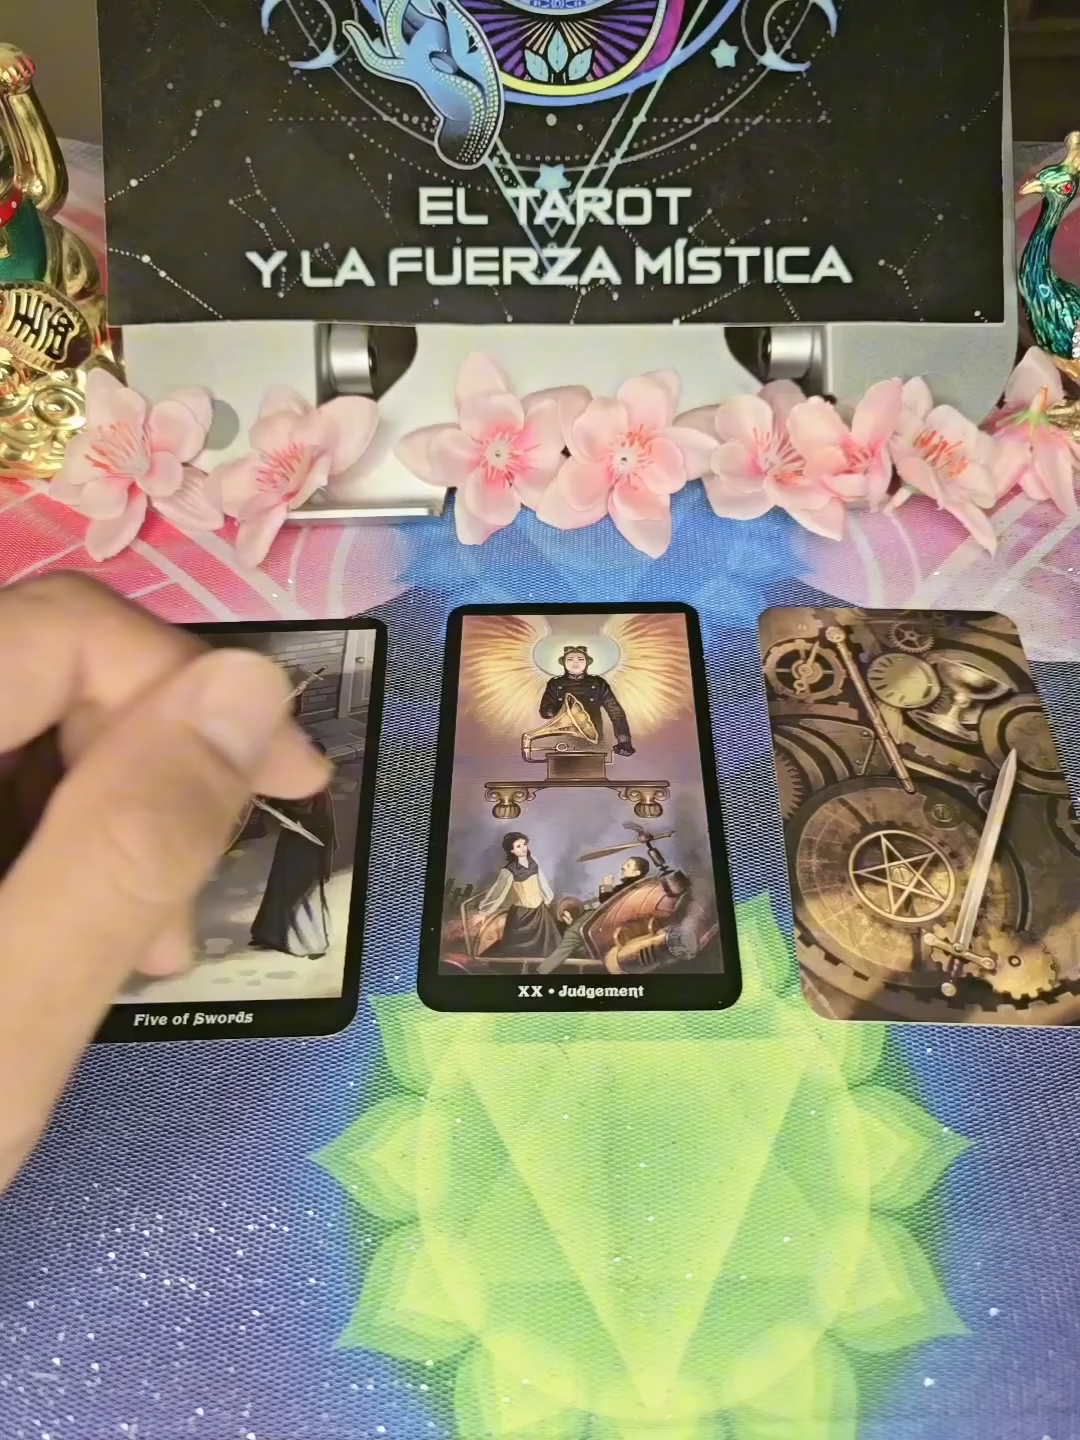 EL TAROT
Y LA FUERZA MÍSTICA
Five of Swords
XX • Judgement